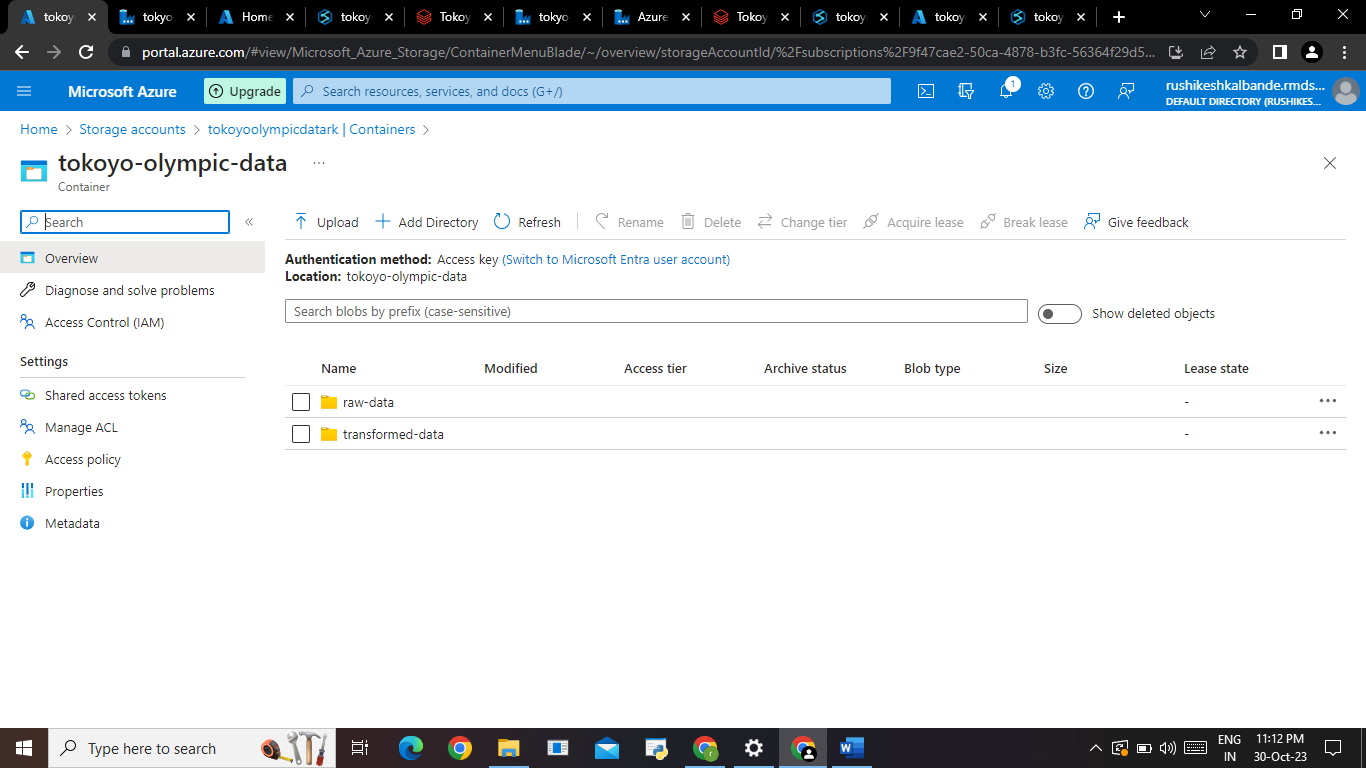 tokoy
tokyo
Home
tokoy
Tokoy
tokyo
Azure
Tokoy
tokoy
tokoy
tokoy
portal.azure.com/#view/Microsoft_Azure_Storage/ContainerMenuBlade/~/overview/storageAccountId/%2Fsubscriptions%2F9f47cae2-50ca-4878-b3fc-56364f29d5...
Microsoft Azure
Upgrade
Search resources, services, and docs (G+/)
1
rushikeshkalbande.rmds...
DEFAULT DIRECTORY (RUSHIKES...
Home > Storage accounts > tokoyoolympicdatark | Containers >
tokoyo-olympic-data ...
Container
Search
«
Upload
Add Directory
Refresh
Rename
Delete
Change tier
Acquire lease
Break lease
Give feedback
Overview
Diagnose and solve problems
Access Control (IAM)
Settings
Shared access tokens
Manage ACL
Access policy
Properties
Metadata
Authentication method: Access key (Switch to Microsoft Entra user account)
Location: tokoyo-olympic-data
Search blobs by prefix (case-sensitive)
Show deleted objects
Name Modified Access tier Archive status Blob type Size Lease state
raw-data - ...
transformed-data - ...
Type here to search
ENG
IN
11:12 PM
30-Oct-23